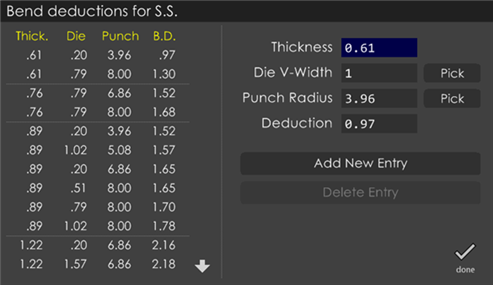 Bend deductions for S.S.
Thick. Die Punch B.D.
.61 .20 3.96 .97
.61 .79 8.00 1.30
.76 .79 6.86 1.52
.76 .79 8.00 1.68
.89 .20 3.96 1.52
.89 1.02 5.08 1.57
.89 .20 6.86 1.65
.89 .51 8.00 1.65
.89 .79 8.00 1.70
.89 1.02 8.00 1.78
1.22 .20 6.86 2.16
1.22 1.57 6.86 2.18
Thickness 0.61
Die V-Width 1 Pick
Punch Radius 3.96 Pick
Deduction 0.97
Add New Entry
Delete Entry
done